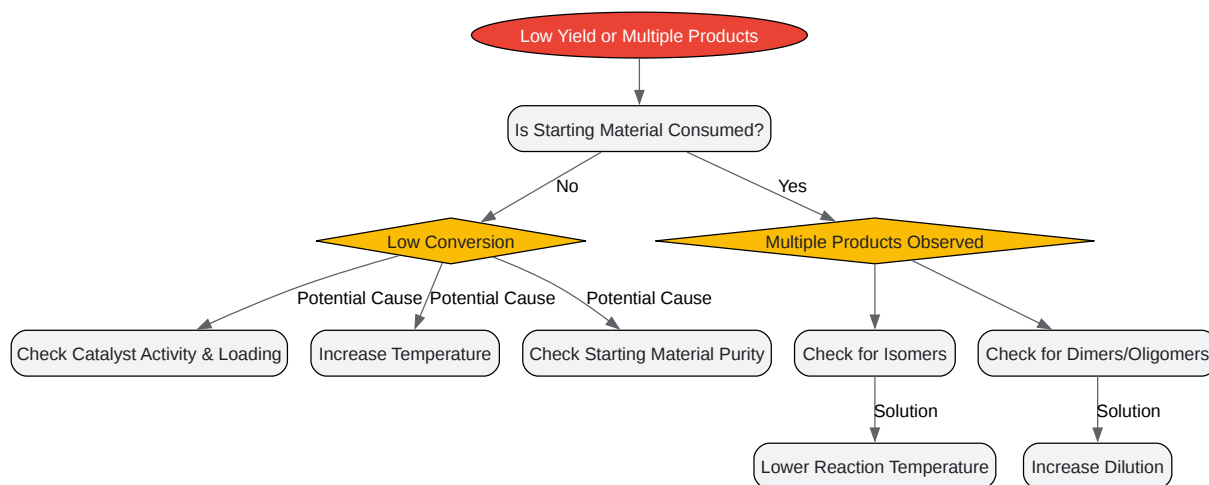 Low Yield or Multiple Products
Is Starting Material Consumed?
No
Yes
Low Conversion
Multiple Products Observed
Potential Cause
Potential Cause
Potential Cause
Check Catalyst Activity & Loading
Increase Temperature
Check Starting Material Purity
Check for Isomers
Check for Dimers/Oligomers
Solution
Solution
Lower Reaction Temperature
Increase Dilution